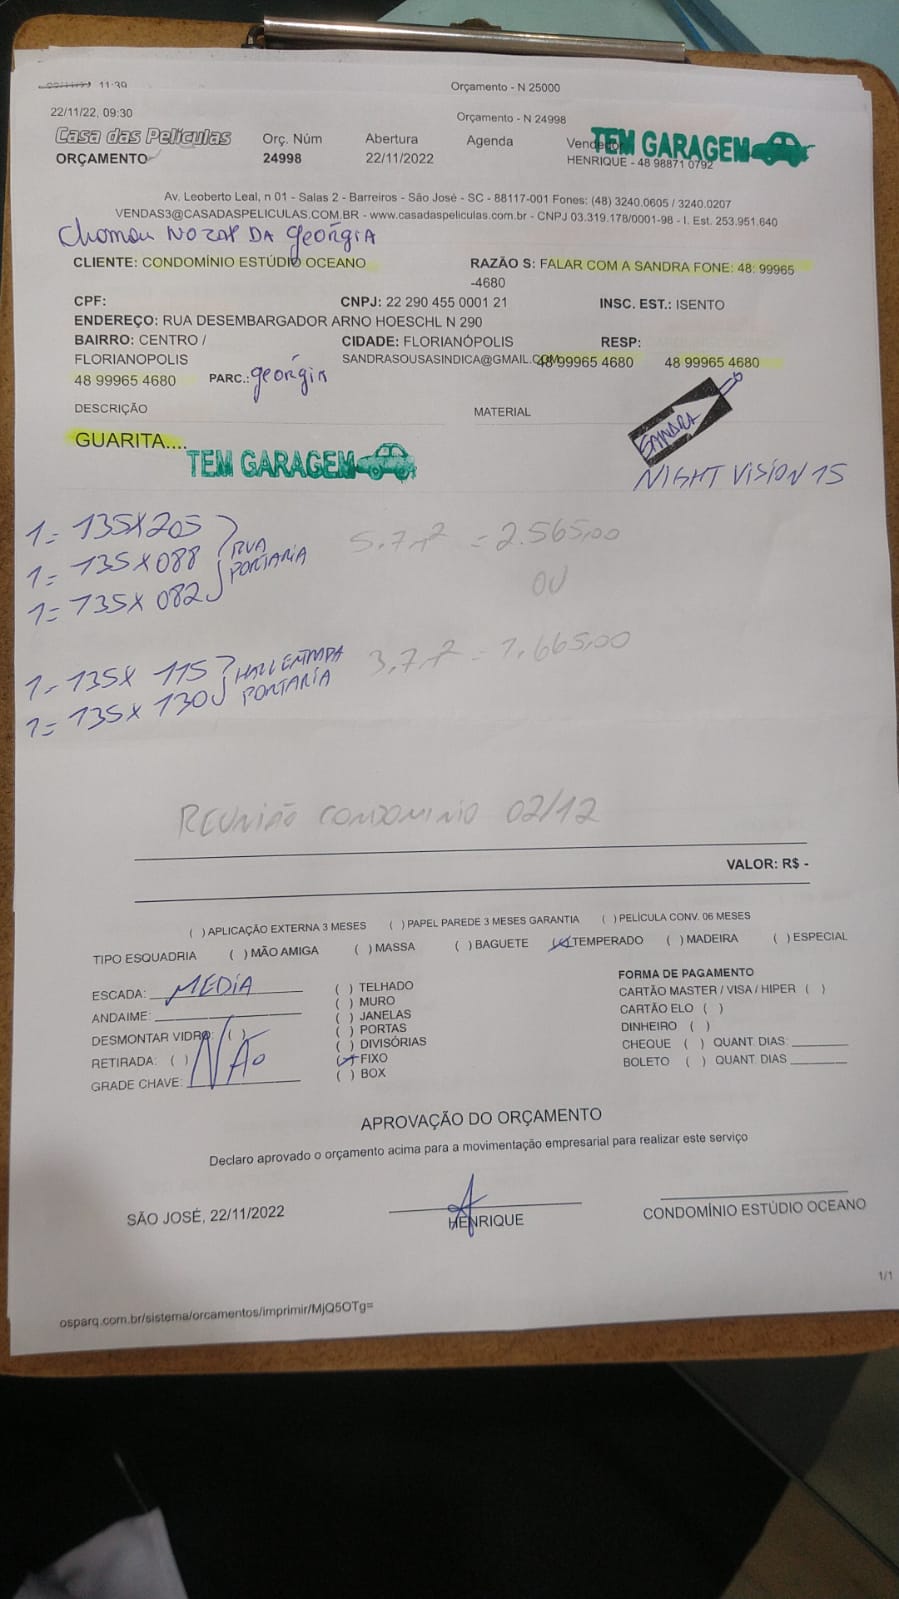 11:39 Orçamento - N 25000
22/11/22, 09:30 Orçamento - N 24998
Casa das Películas Orç. Núm Abertura Agenda Vendedor TEM GARAGEM
ORÇAMENTO 24998 22/11/2022 HENRIQUE - 48 98871 0792
Av. Leoberto Leal, n 01 - Salas 2 - Barreiros - São José - SC - 88117-001 Fones: (48) 3240.0605 / 3240.0207
VENDAS3@CASADASPELICULAS.COM.BR - www.casadaspeliculas.com.br - CNPJ 03.319.178/0001-98 - I. Est. 253.951.640
Chamou NO ZAP DA geórgia
CLIENTE: CONDOMÍNIO ESTÚDIO OCEANO RAZÃO S: FALAR COM A SANDRA FONE: 48: 99965
-4680
CPF: CNPJ: 22 290 455 0001 21 INSC. EST.: ISENTO
ENDEREÇO: RUA DESEMBARGADOR ARNO HOESCHL N 290
BAIRRO: CENTRO / CIDADE: FLORIANÓPOLIS RESP:
FLORIANOPOLIS SANDRASOUSASINDICA@GMAIL.COM 48 99965 4680 48 99965 4680
48 99965 4680 PARC.: geórgia
DESCRIÇÃO MATERIAL
SANDRA
GUARITA....
TEM GARAGEM
NIGHT VISION 15
1= 135X205
1= 135X088 RUA PORTARIA 5.7m² = 2.565,00
1= 135X082 OU
1= 135X 115 HALL ENTRADA 3,7m² = 1.665,00
1= 135X 130 PORTARIA
REUNIÃO CONDOMINIO 02/12
VALOR: R$ -
( ) APLICAÇÃO EXTERNA 3 MESES ( ) PAPEL PAREDE 3 MESES GARANTIA ( ) PELÍCULA CONV. 06 MESES
TIPO ESQUADRIA ( ) MÃO AMIGA ( ) MASSA ( ) BAGUETE (x) TEMPERADO ( ) MADEIRA ( ) ESPECIAL
ESCADA: MEDIA
ANDAIME:
DESMONTAR VIDRO: ( )
RETIRADA: ( ) NÃO
GRADE CHAVE:
( ) TELHADO
( ) MURO
( ) JANELAS
( ) PORTAS
( ) DIVISÓRIAS
(x) FIXO
( ) BOX
FORMA DE PAGAMENTO
CARTÃO MASTER / VISA / HIPER ( )
CARTÃO ELO ( )
DINHEIRO ( )
CHEQUE ( ) QUANT. DIAS:
BOLETO ( ) QUANT. DIAS
APROVAÇÃO DO ORÇAMENTO
Declaro aprovado o orçamento acima para a movimentação empresarial para realizar este serviço
SÃO JOSÉ, 22/11/2022 HENRIQUE CONDOMÍNIO ESTÚDIO OCEANO
1/1
osparq.com.br/sistema/orcamentos/imprimir/MjQ5OTg=